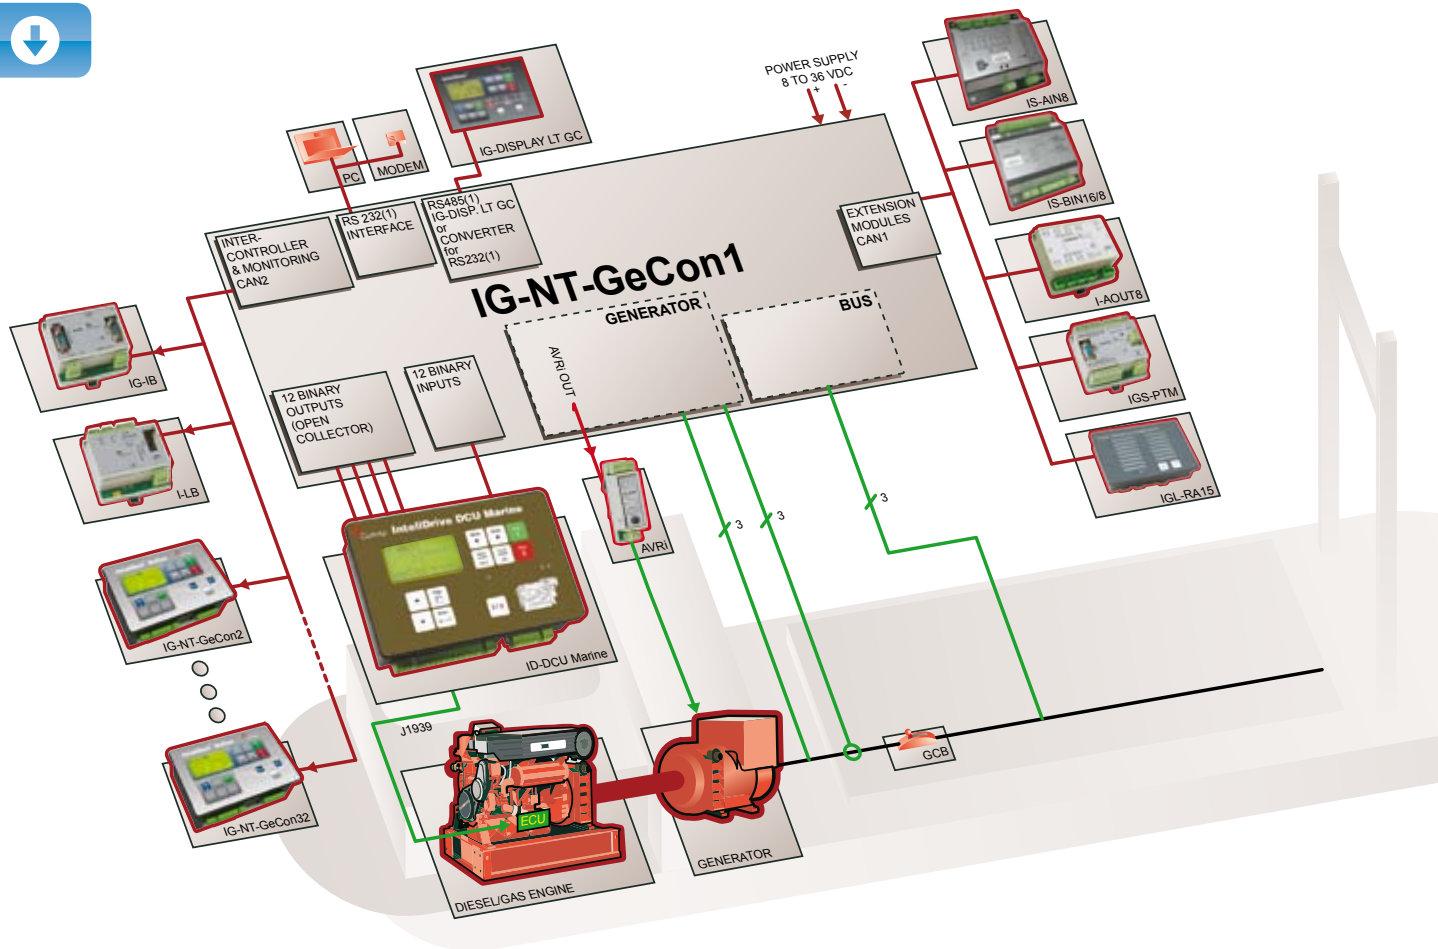 POWER SUPPLY
8 TO 36 VDC
+ -
IG-DISPLAY LT GC
PC
MODEM
IS-AIN8
IS-BIN16/8
I-AOUT8
IGS-PTM
IGL-RA15
INTER-
CONTROLLER
& MONITORING
CAN2
RS 232(1)
INTERFACE
RS485(1)
IG-DISP. LT GC
or
CONVERTER
for
RS232(1)
EXTENSION
MODULES
CAN1
IG-NT-GeCon1
GENERATOR
BUS
AVRi OUT
12 BINARY
OUTPUTS
(OPEN
COLLECTOR)
12 BINARY
INPUTS
IG-IB
I-LB
IG-NT-GeCon2
IG-NT-GeCon32
InteliDrive DCU Marine
ID-DCU Marine
AVRi
3
3
3
J1939
ECU
DIESEL/GAS ENGINE
GENERATOR
GCB